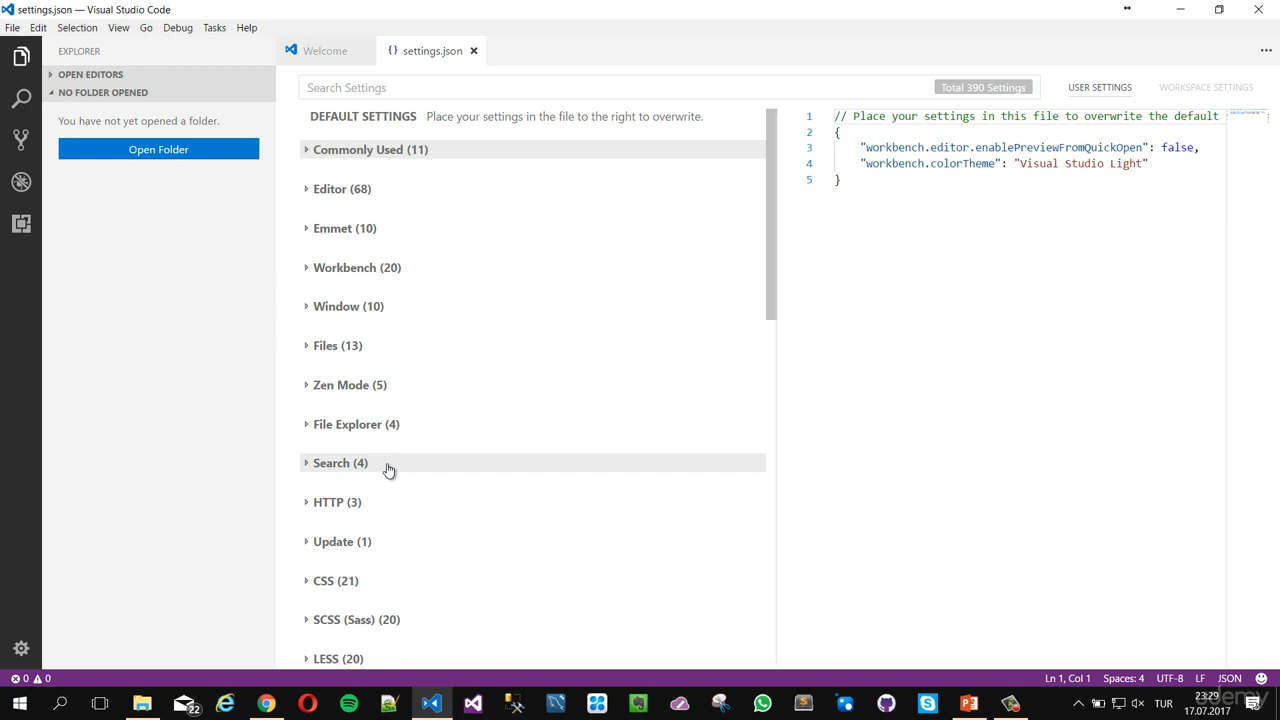 settings.json — Visual Studio Code
File Edit Selection View Go Debug Tasks Help
EXPLORER
OPEN EDITORS
NO FOLDER OPENED
You have not yet opened a folder.
Open Folder
Welcome
settings.json
Search Settings
Total 390 Settings
USER SETTINGS
WORKSPACE SETTINGS
DEFAULT SETTINGS Place your settings in the file to the right to overwrite.
Commonly Used (11)
Editor (68)
Emmet (10)
Workbench (20)
Window (10)
Files (13)
Zen Mode (5)
File Explorer (4)
Search (4)
HTTP (3)
Update (1)
CSS (21)
SCSS (Sass) (20)
LESS (20)
1 // Place your settings in this file to overwrite the default
2 {
3 "workbench.editor.enablePreviewFromQuickOpen": false,
4 "workbench.colorTheme": "Visual Studio Light"
5 }
0 0
Ln 1, Col 1 Spaces: 4 UTF-8 LF JSON
22
TUR
23:29
17.07.2017
udemy